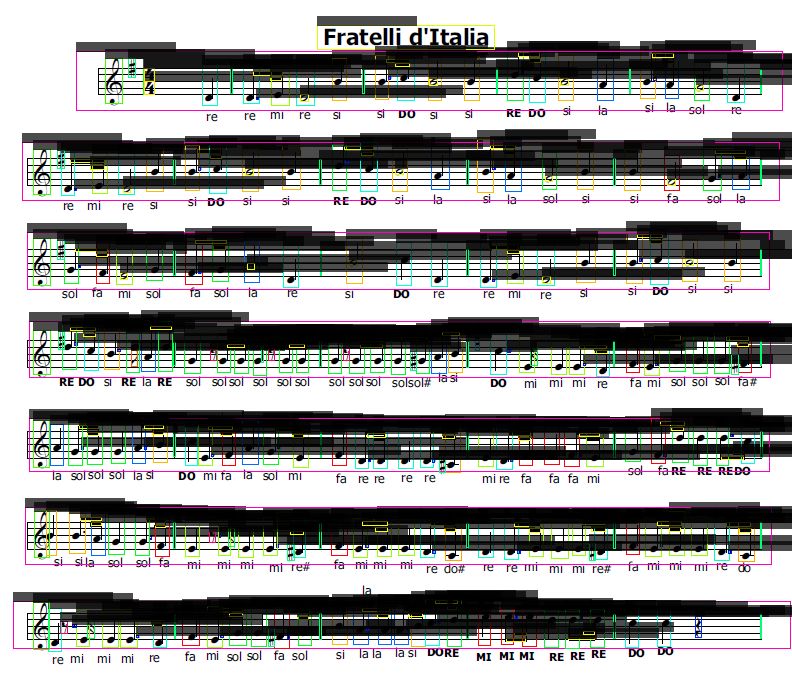 Fratelli d'Italia
re re mi re si si DO si si RE DO si la si la sol re
re mi re si si DO si si RE DO si la si la sol si si fa sol la
sol fa mi sol fa sol la re si DO re re mi re si si DO si si
RE DO si RE la RE sol sol sol sol sol sol sol sol sol sol sol# la si DO mi mi mi re fa mi sol sol sol fa#
la sol sol sol la si DO mi fa la sol mi fa re re re re mi re fa fa fa mi sol fa RE RE RE DO
si si la sol sol fa mi mi mi mi re# fa mi mi mi re do# re re mi mi re# fa mi mi mi re do
la
re mi mi mi re fa mi sol sol fa sol si la la la si DO RE MI MI MI RE RE RE DO DO